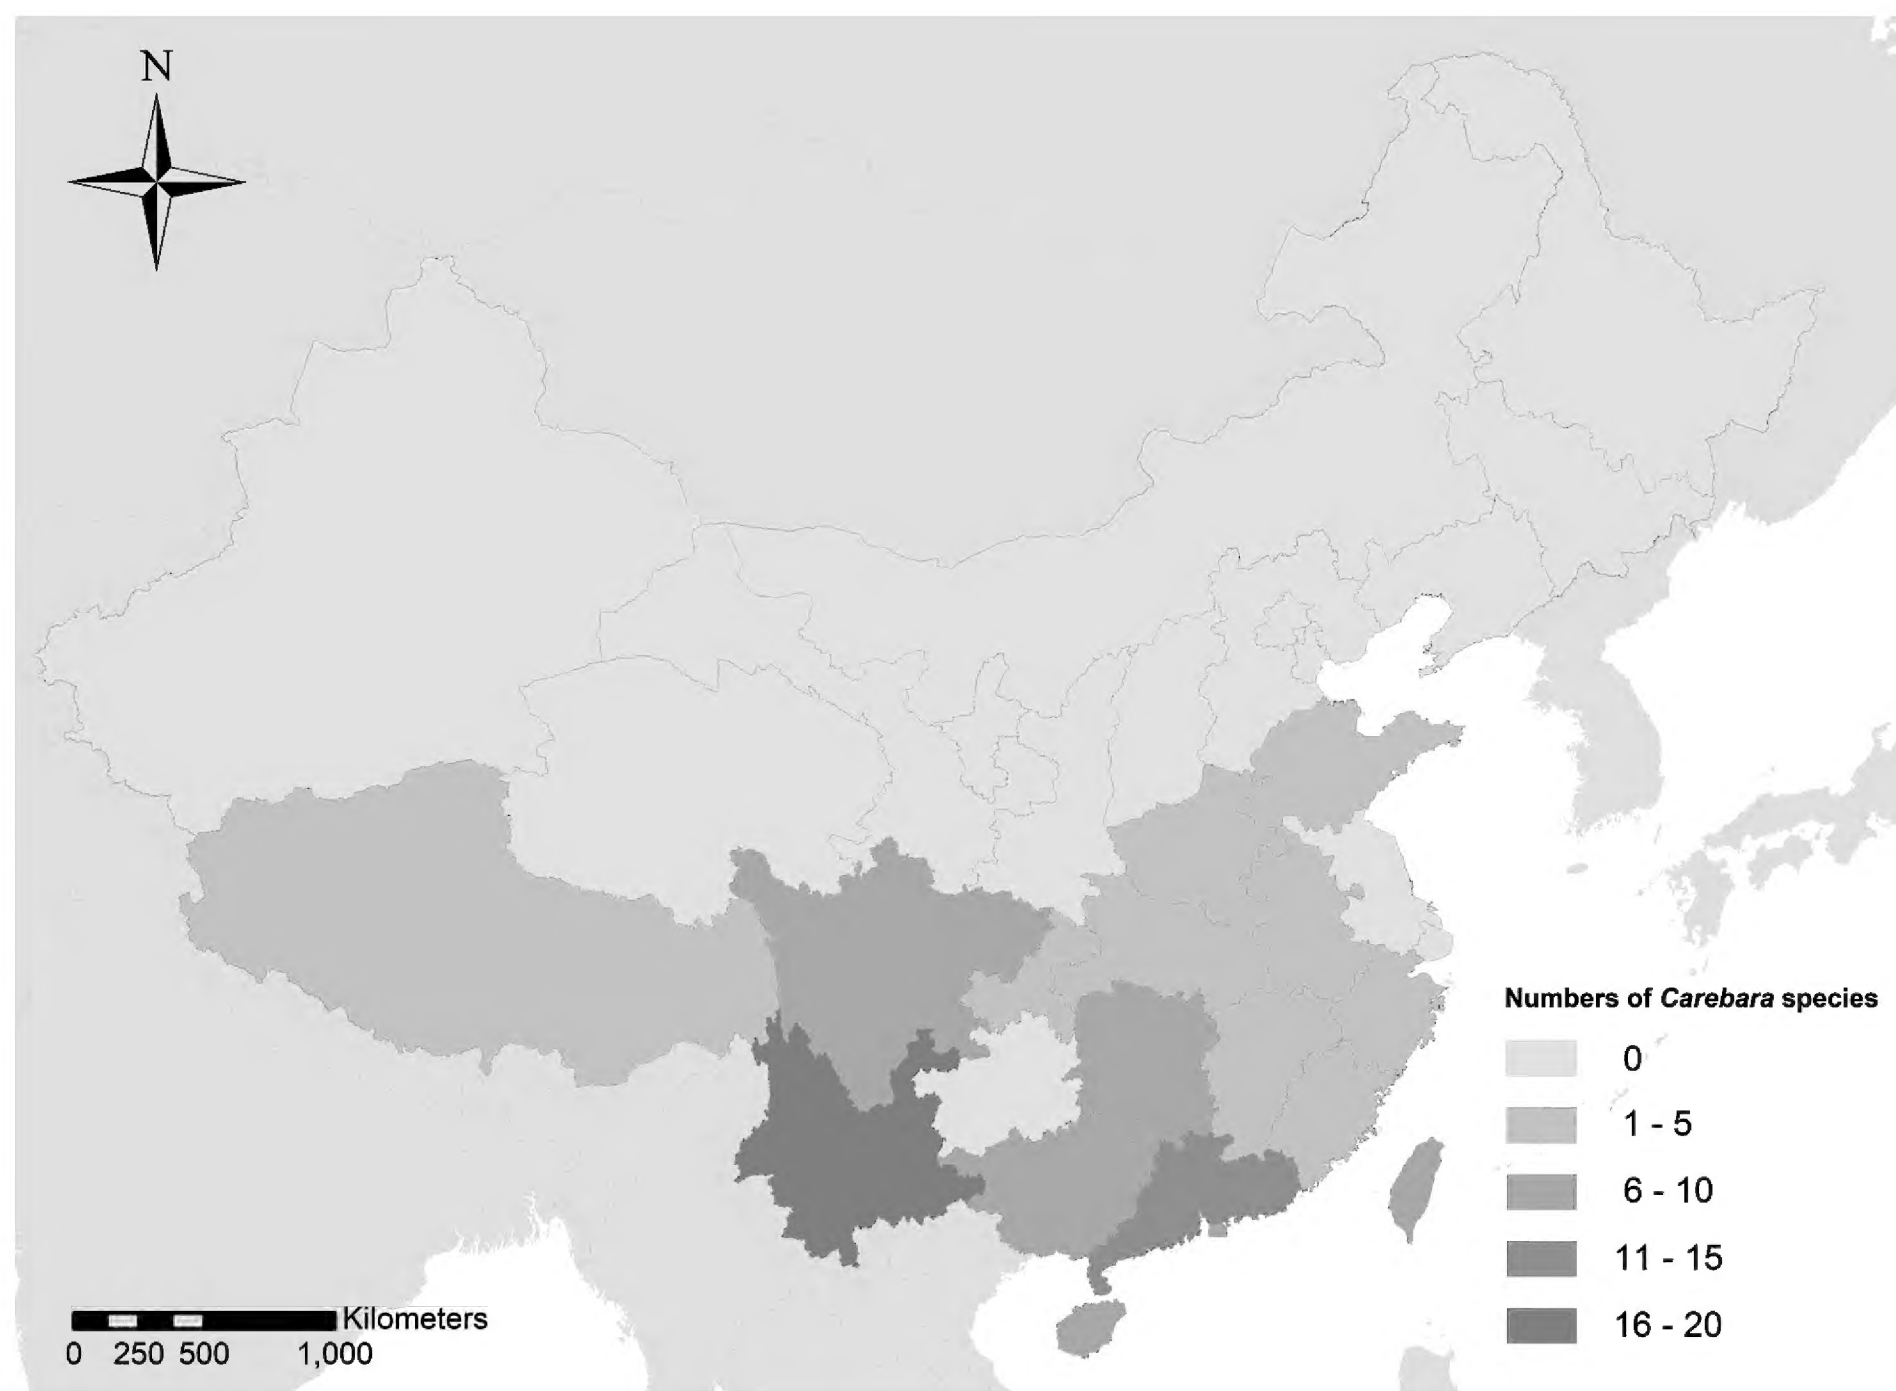 N
Numbers of Carebara species
0
1 - 5
6 - 10
11 - 15
16 - 20
Kilometers
0 250 500 1,000